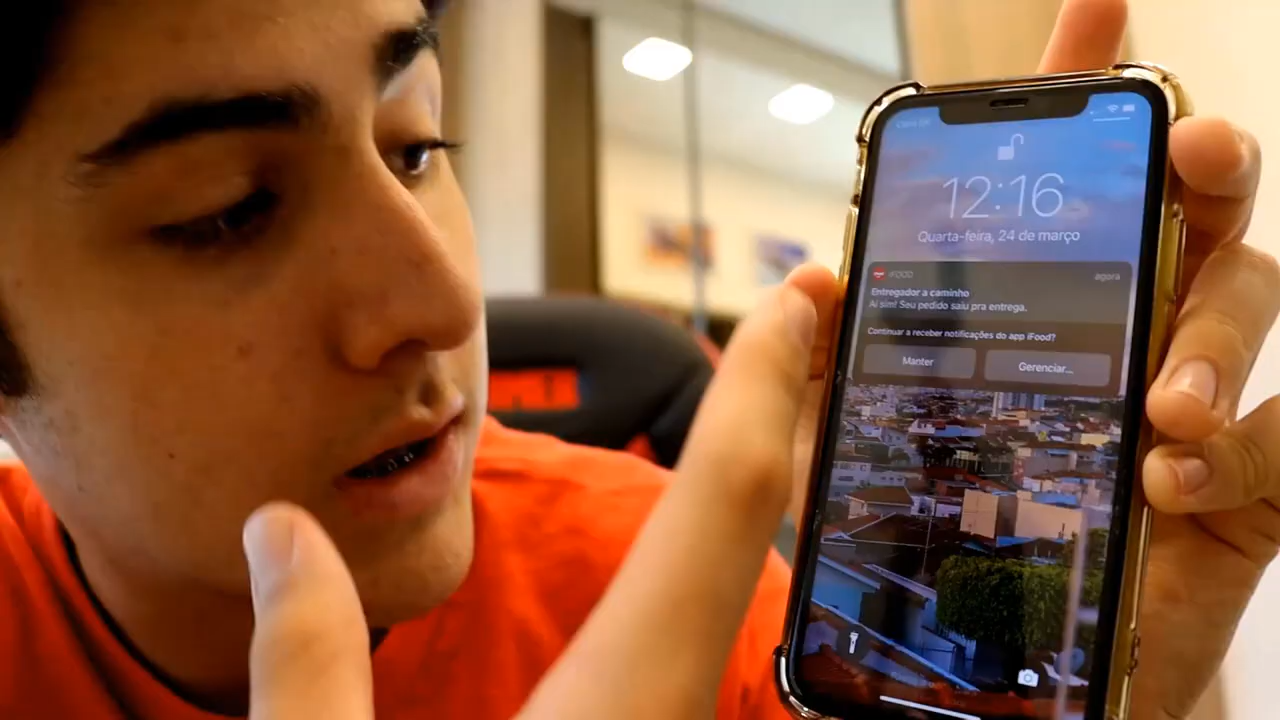 12:16
Quarta-feira, 24 de março
IFOOD
agora
Entregador a caminho
Aí sim! Seu pedido saiu pra entrega.
Continuar a receber notificações do app iFood?
Manter
Gerenciar...